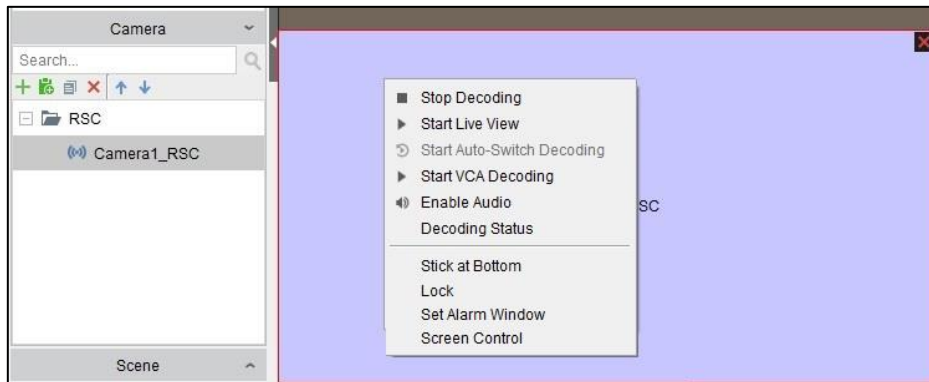 Camera
Search...
RSC
Camera1_RSC
Scene
Stop Decoding
Start Live View
Start Auto-Switch Decoding
Start VCA Decoding
Enable Audio
SC
Decoding Status
Stick at Bottom
Lock
Set Alarm Window
Screen Control